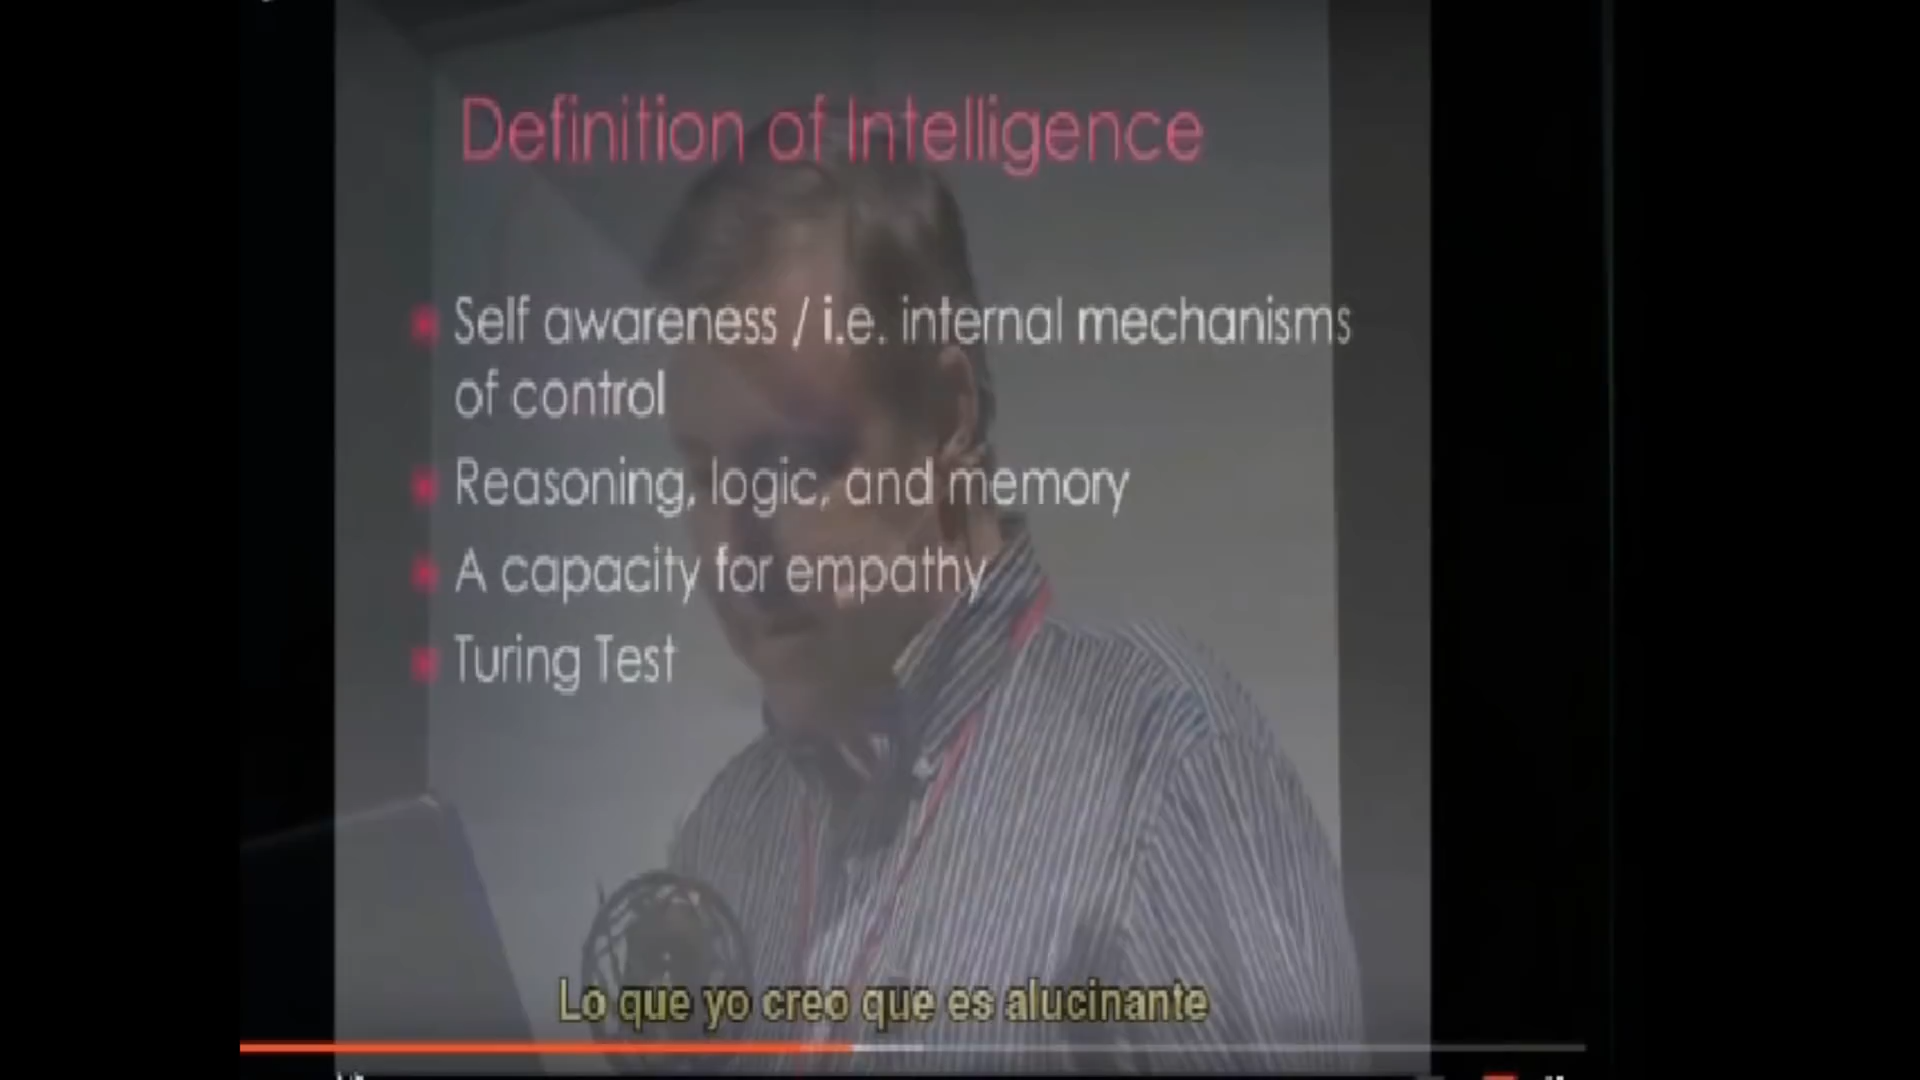 Definition of Intelligence
Self awareness / i.e. internal mechanisms
of control
Reasoning, logic, and memory
A capacity for empathy
Turing Test
Lo que yo creo que es alucinante